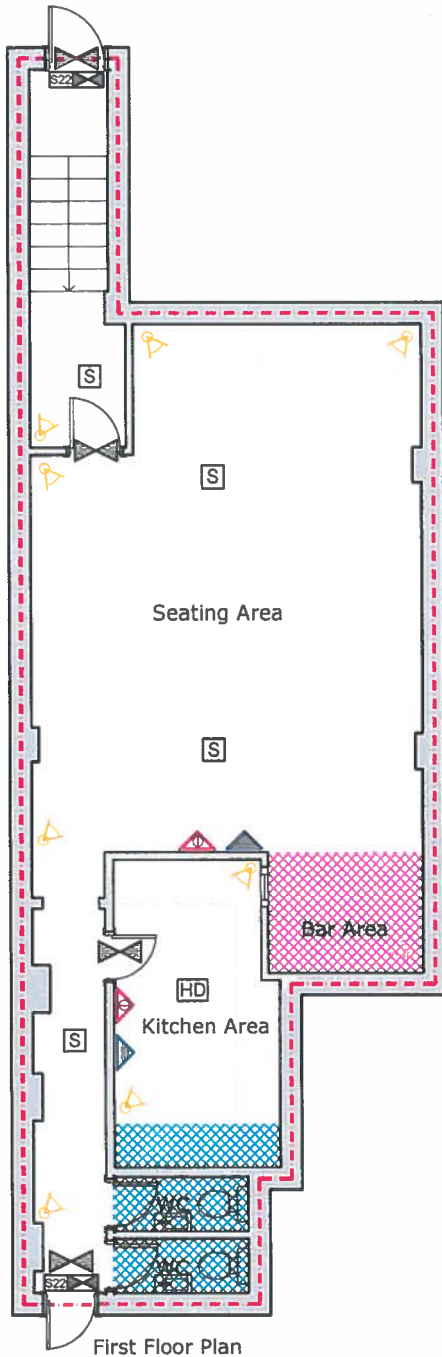 S22
S
S
Seating Area
S
Bar Area
HD
Kitchen Area
S
WC
WC
S22
First Floor Plan